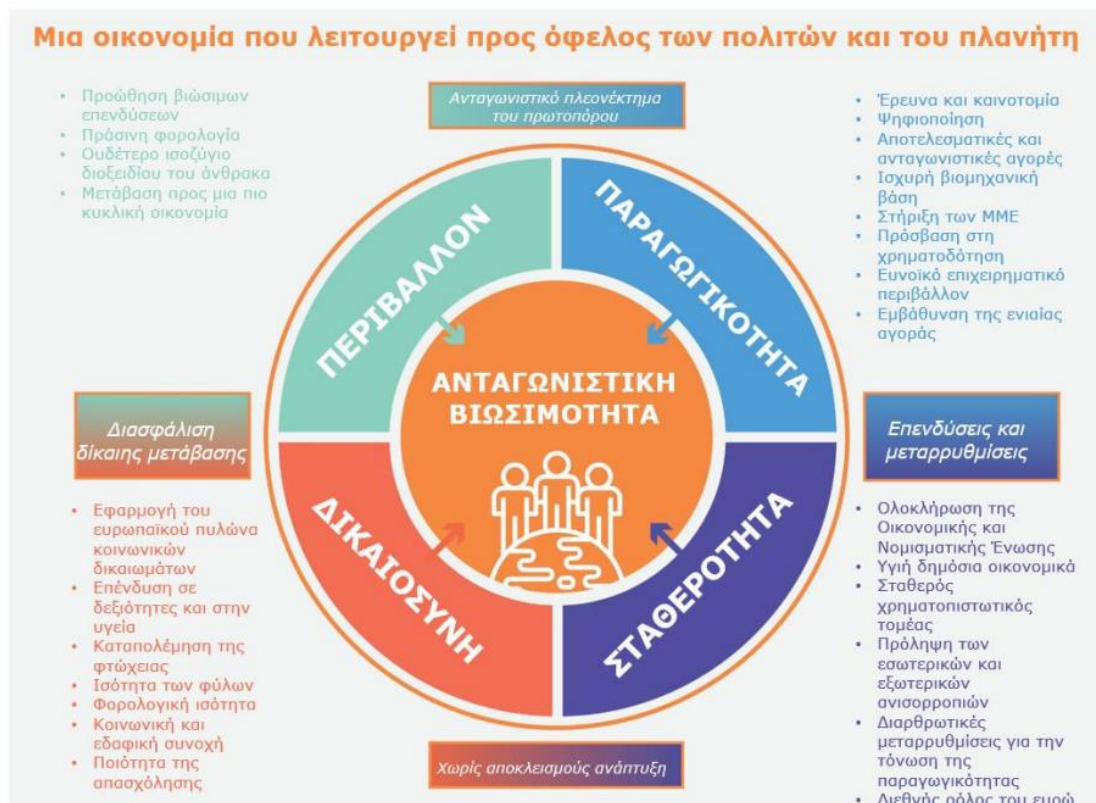 Μια οικονομία που λειτουργεί προς όφελος των πολιτών και του πλανήτη
• Προώθηση βιώσιμων
επενδύσεων
• Πράσινη φορολογία
• Ουδέτερο ισοζύγιο
διοξειδίου του άνθρακα
• Μετάβαση προς μια πιο
κυκλική οικονομία
Ανταγωνιστικό πλεονέκτημα
του πρωτοπόρου
• Έρευνα και καινοτομία
• Ψηφιοποίηση
• Αποτελεσματικές και
ανταγωνιστικές αγορές
• Ισχυρή βιομηχανική
βάση
• Στήριξη των ΜΜΕ
• Πρόσβαση στη
χρηματοδότηση
• Ευνοϊκό επιχειρηματικό
περιβάλλον
• Εμβάθυνση της ενιαίας
αγοράς
ΠΕΡΙΒΑΛΛΟΝ
ΠΑΡΑΓΩΓΙΚΟΤΗΤΑ
ΑΝΤΑΓΩΝΙΣΤΙΚΗ
ΒΙΩΣΙΜΟΤΗΤΑ
Διασφάλιση
δίκαιης μετάβασης
Επενδύσεις και
μεταρρυθμίσεις
ΔΙΚΑΙΟΣΥΝΗ
ΣΤΑΘΕΡΟΤΗΤΑ
• Εφαρμογή του
ευρωπαϊκού πυλώνα
κοινωνικών
δικαιωμάτων
• Επένδυση σε
δεξιότητες και στην
υγεία
• Καταπολέμηση της
φτώχειας
• Ισότητα των φύλων
• Φορολογική ισότητα
• Κοινωνική και
εδαφική συνοχή
• Ποιότητα της
απασχόλησης
Χωρίς αποκλεισμούς ανάπτυξη
• Ολοκλήρωση της
Οικονομικής και
Νομισματικής Ένωσης
• Υγιή δημόσια οικονομικά
• Σταθερός
χρηματοπιστωτικός
τομέας
• Πρόληψη των
εσωτερικών και
εξωτερικών
ανισορροπιών
• Διαρθρωτικές
μεταρρυθμίσεις για την
τόνωση της
παραγωγικότητας
• Διεθνής ρόλος του ευρώ